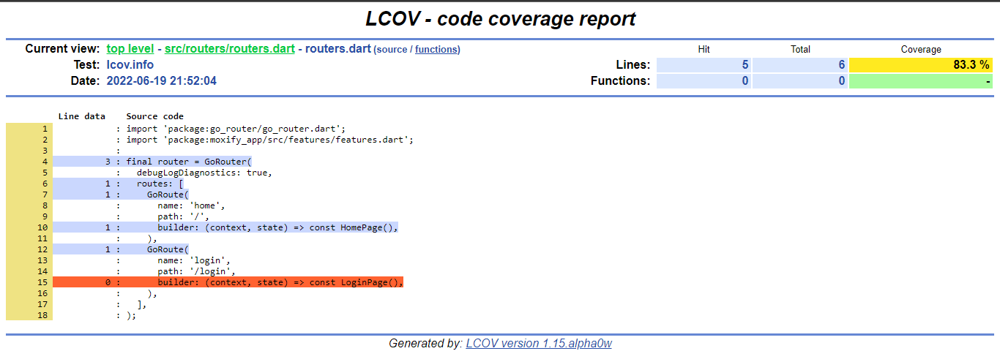 LCOV - code coverage report
Current view: top level - src/routers/routers.dart - routers.dart (source / functions) Hit Total Coverage
Test: lcov.info Lines: 5 6 83.3 %
Date: 2022-06-19 21:52:04 Functions: 0 0 -
Line data Source code
1 : import 'package:go_router/go_router.dart';
2 : import 'package:moxify_app/src/features/features.dart';
3 :
4 3 : final router = GoRouter(
5 : debugLogDiagnostics: true,
6 1 : routes: [
7 1 : GoRoute(
8 : name: 'home',
9 : path: '/',
10 1 : builder: (context, state) => const HomePage(),
11 : ),
12 1 : GoRoute(
13 : name: 'login',
14 : path: '/login',
15 0 : builder: (context, state) => const LoginPage(),
16 : ),
17 : ],
18 : );
Generated by: LCOV version 1.15.alpha0w